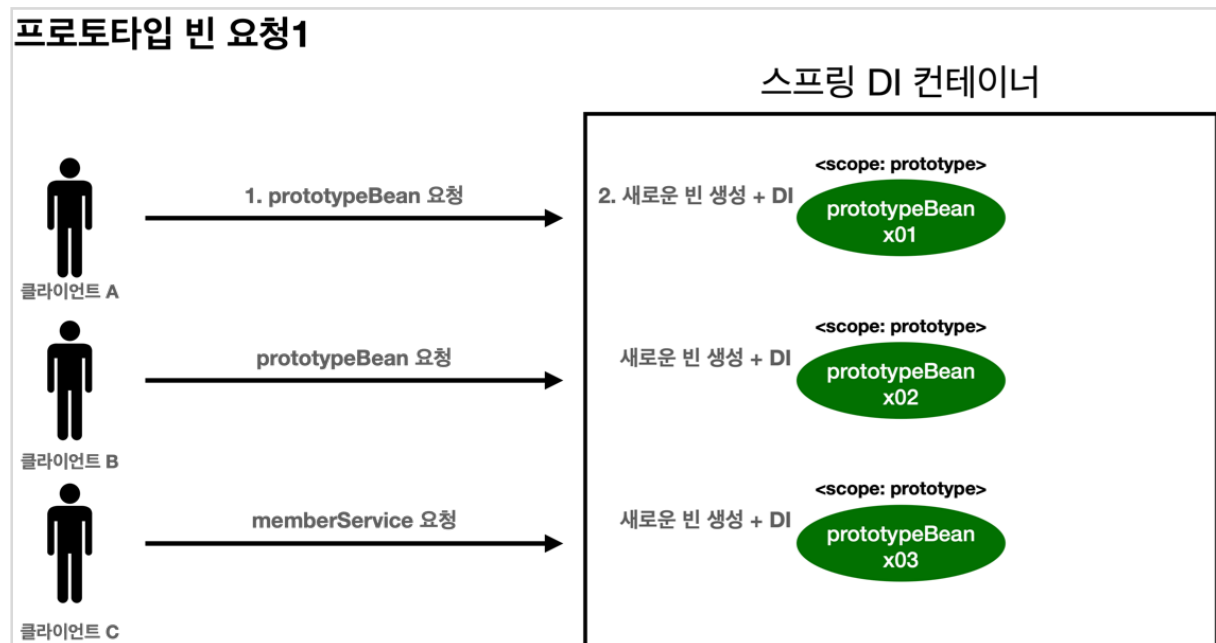 프로토타입 빈 요청1
스프링 DI 컨테이너
<scope: prototype>
1. prototypeBean 요청
2. 새로운 빈 생성 + DI
prototypeBean
x01
클라이언트 A
<scope: prototype>
prototypeBean 요청
새로운 빈 생성 + DI
prototypeBean
x02
클라이언트 B
<scope: prototype>
memberService 요청
새로운 빈 생성 + DI
prototypeBean
x03
클라이언트 C